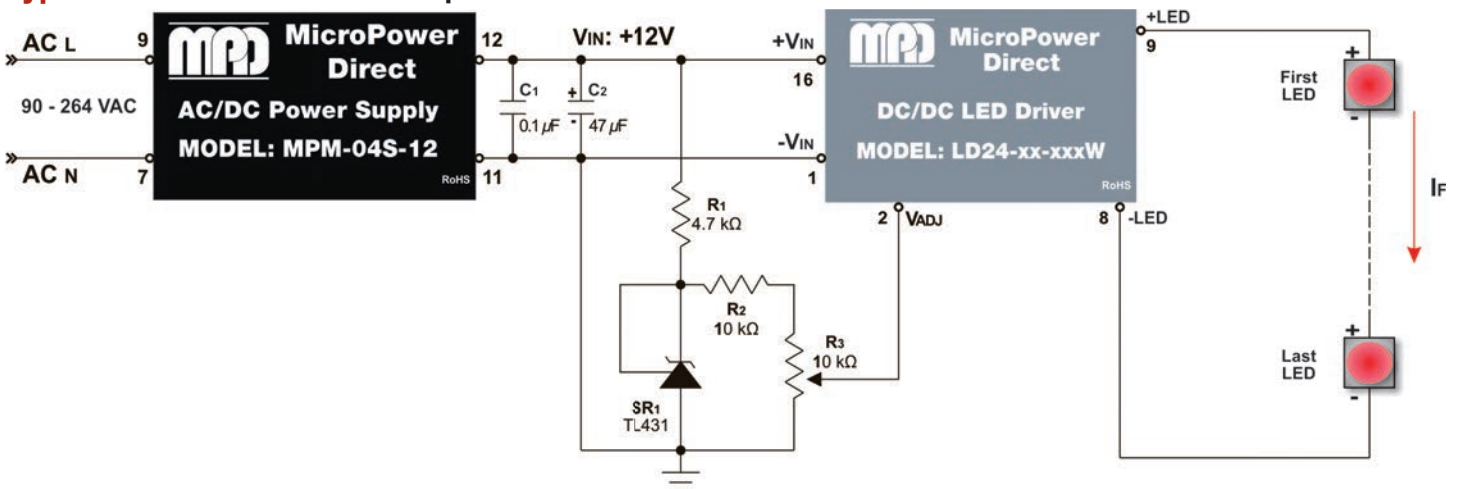 AC L
9
MPD
MicroPower
Direct
AC/DC Power Supply
MODEL: MPM-04S-12
RoHS
12
VIN: +12V
90 - 264 VAC
AC N
7
11
C1
0.1 µF
+ C2
- 47 µF
+VIN
16
-VIN
1
MPD
MicroPower
Direct
DC/DC LED Driver
MODEL: LD24-xx-xxxW
RoHS
+LED
9
2 VADJ
8 -LED
R1
4.7 kΩ
R2
10 kΩ
R3
10 kΩ
SR1
TL431
First
LED
+
-
IF
Last
LED
+
-